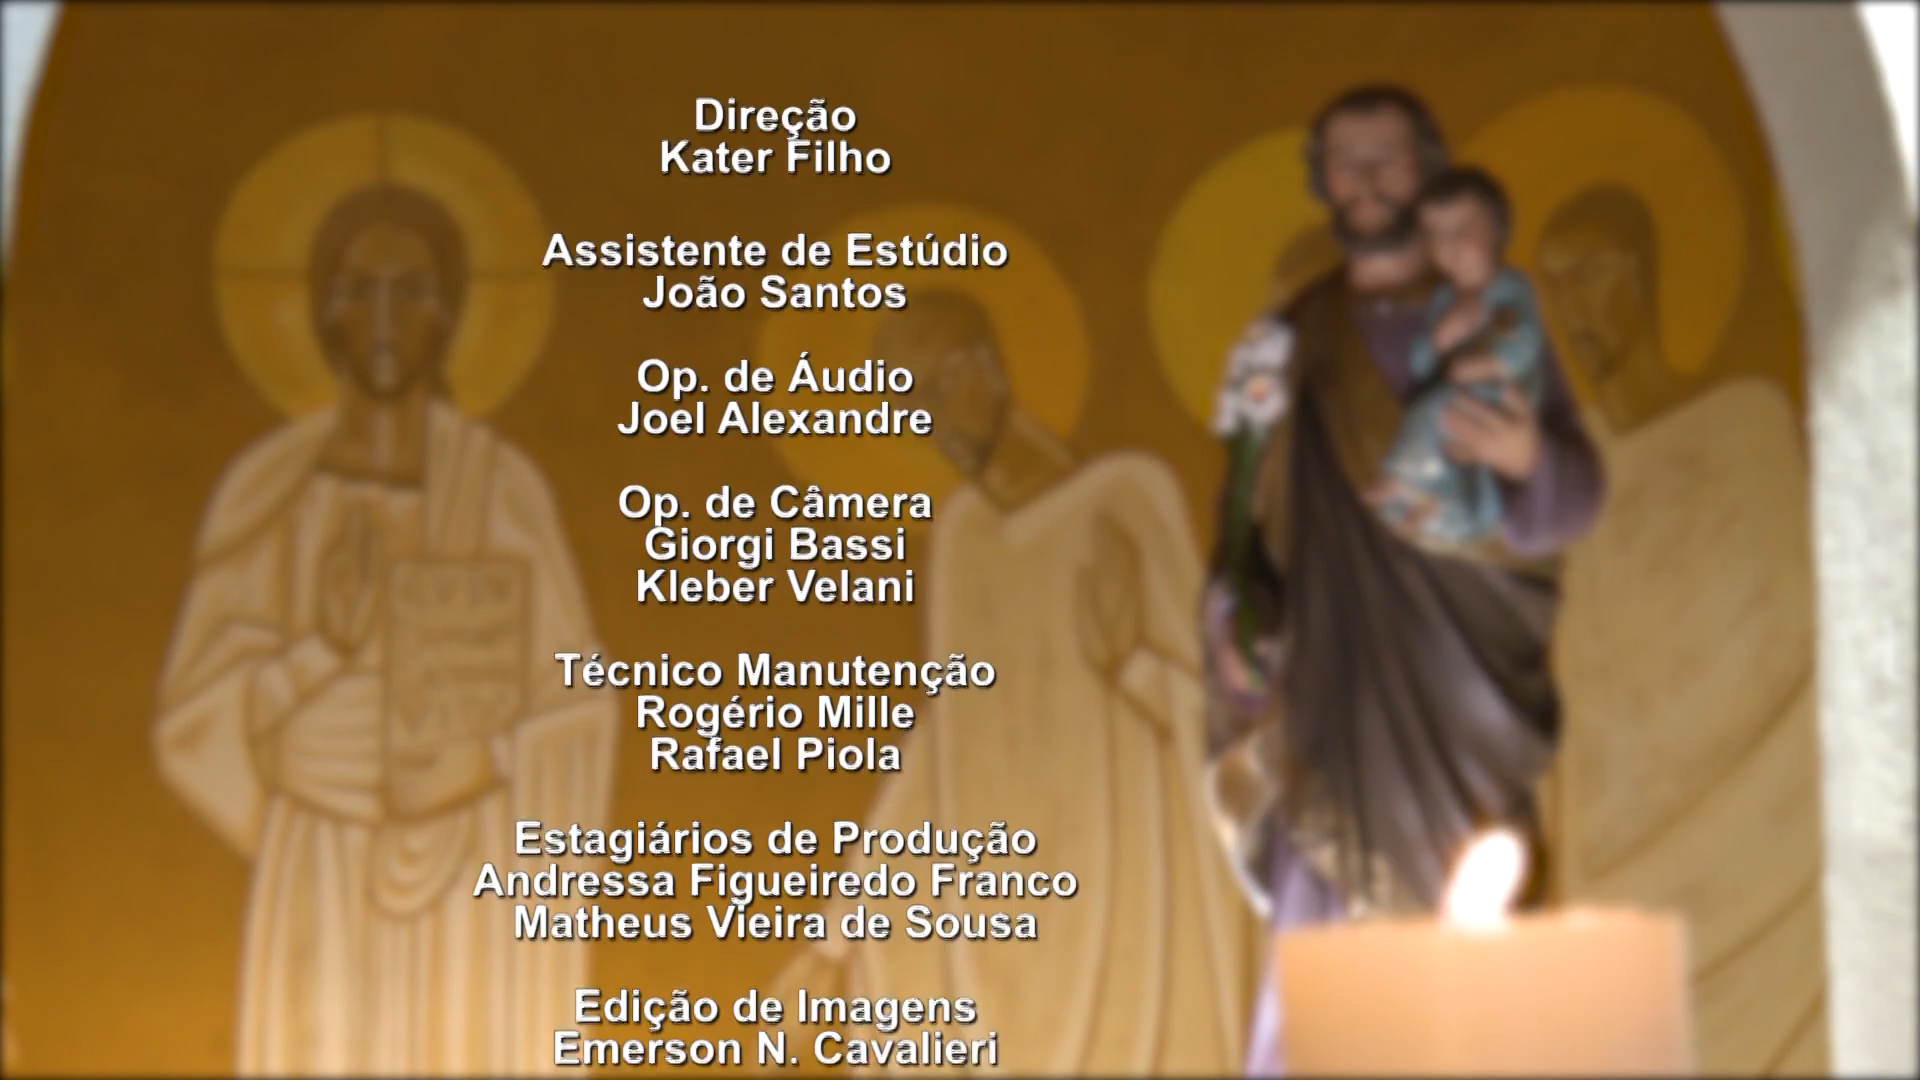 Direção
Kater Filho
Assistente de Estúdio
João Santos
Op. de Áudio
Joel Alexandre
Op. de Câmera
Giorgi Bassi
Kleber Velani
Técnico Manutenção
Rogério Mille
Rafael Piola
Estagiários de Produção
Andressa Figueiredo Franco
Matheus Vieira de Sousa
Edição de Imagens
Emerson N. Cavalieri